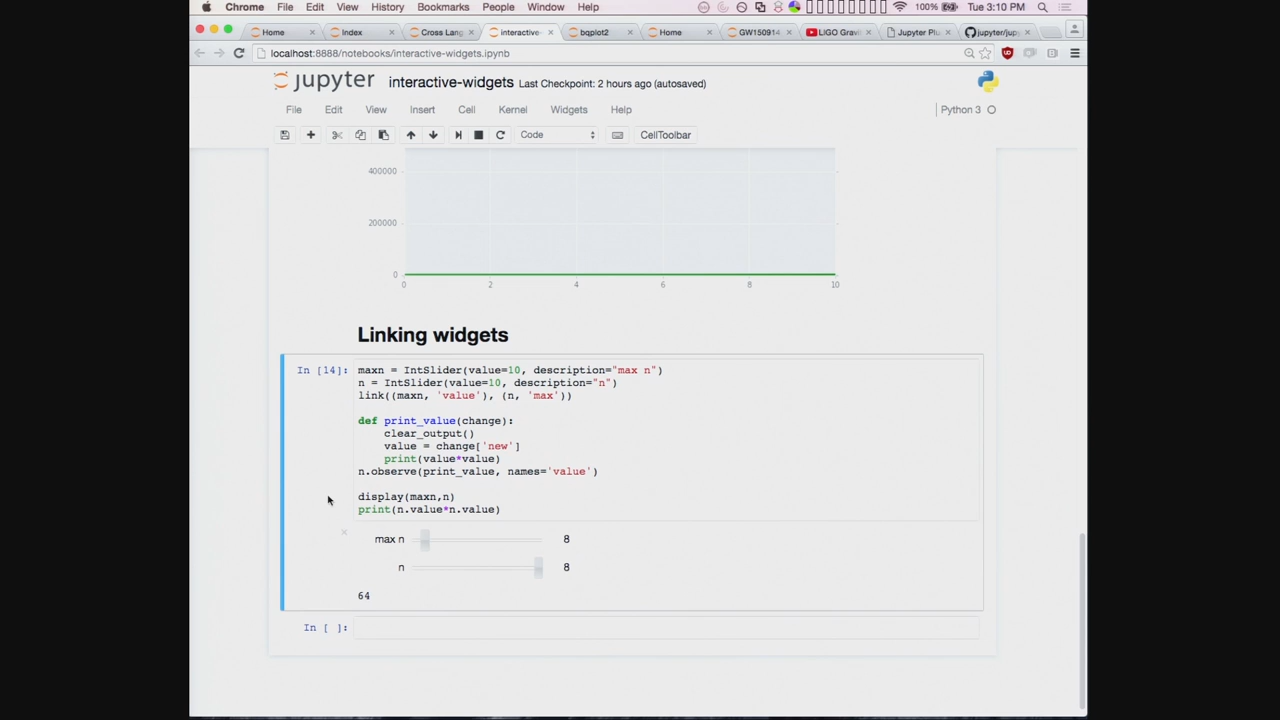 Chrome File Edit View History Bookmarks People Window Help 100% Tue 3:10 PM
Home Index Cross Lang interactive- bqplot2 Home GW150914 LIGO Gravi Jupyter Plu jupyter/jup
localhost:8888/notebooks/interactive-widgets.ipynb
jupyter interactive-widgets Last Checkpoint: 2 hours ago (autosaved)
File Edit View Insert Cell Kernel Widgets Help Python 3
Code CellToolbar
400000
200000
0
0 2 4 6 8 10
Linking widgets
In [14]: maxn = IntSlider(value=10, description="max n")
n = IntSlider(value=10, description="n")
link((maxn, 'value'), (n, 'max'))
def print_value(change):
clear_output()
value = change['new']
print(value*value)
n.observe(print_value, names='value')
display(maxn,n)
print(n.value*n.value)
max n 8
n 8
64
In [ ]: